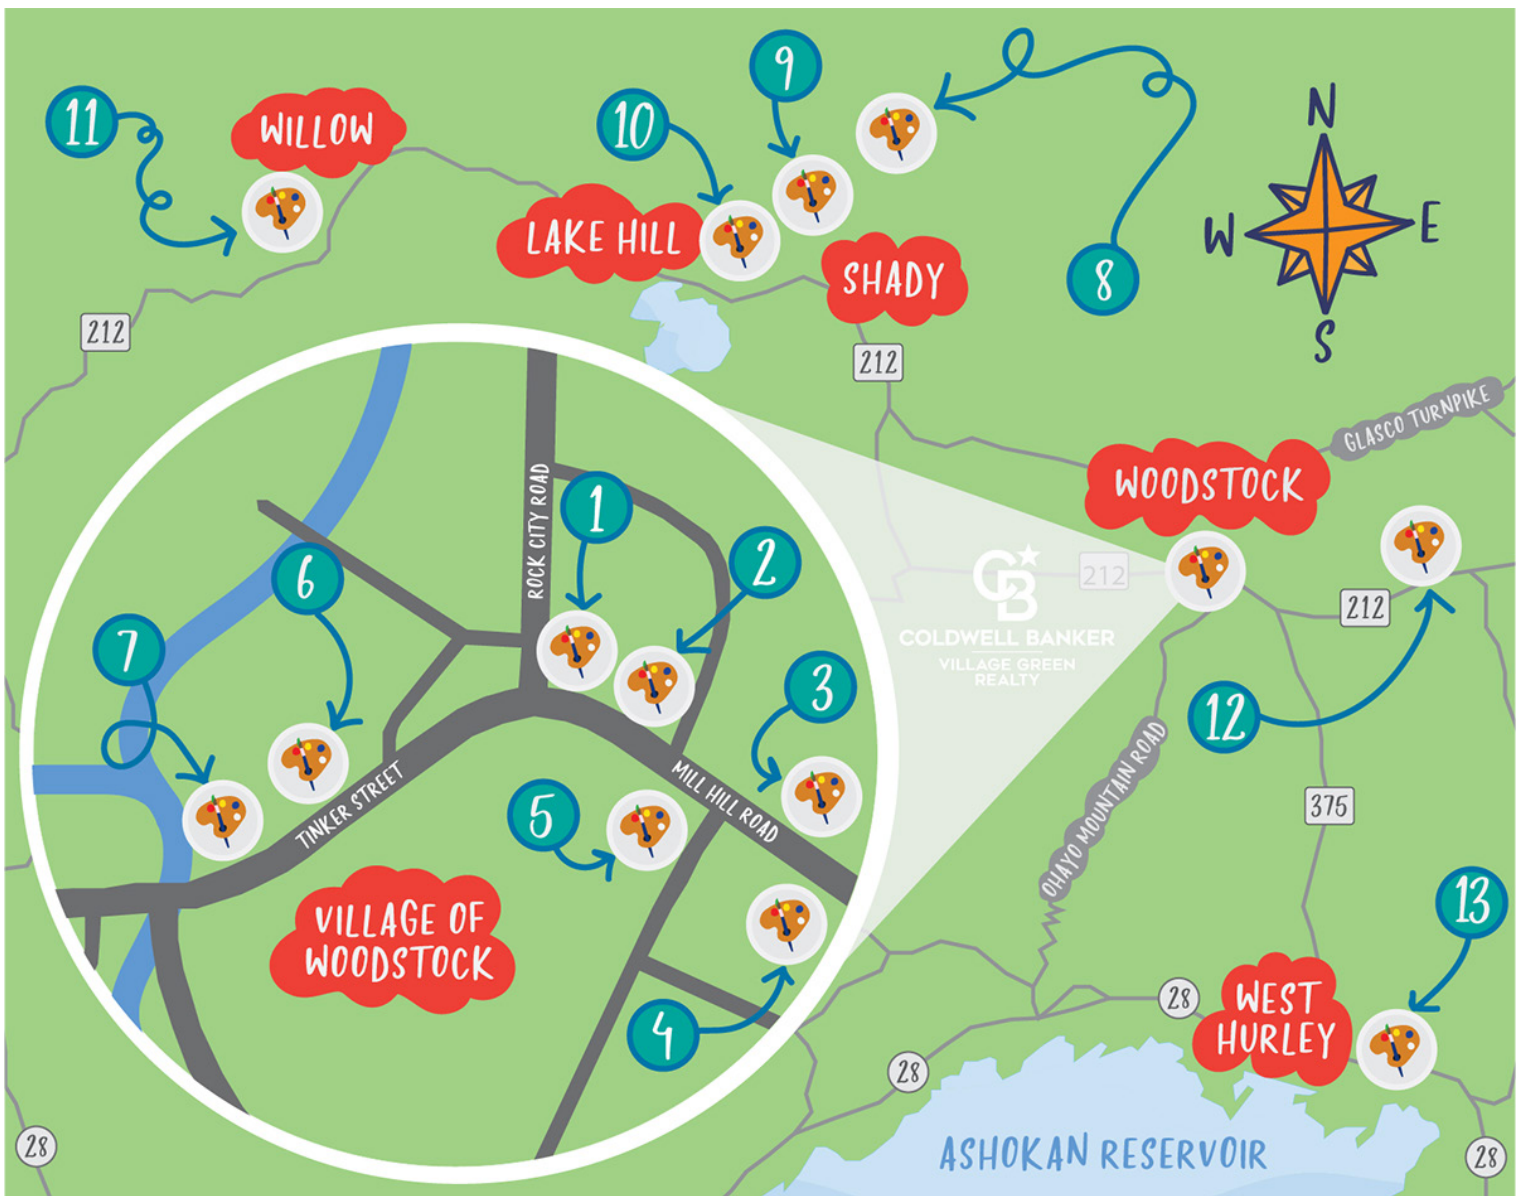 11
WILLOW
10
9
8
N
W
E
S
LAKE HILL
SHADY
212
212
GLASCO TURNPIKE
WOODSTOCK
212
212
CB
COLDWELL BANKER
VILLAGE GREEN
REALTY
ROCK CITY ROAD
1
2
6
7
3
5
TINKER STREET
MILL HILL ROAD
12
OHAYO MOUNTAIN ROAD
375
VILLAGE OF
WOODSTOCK
4
13
WEST
HURLEY
28
28
28
28
ASHOKAN RESERVOIR